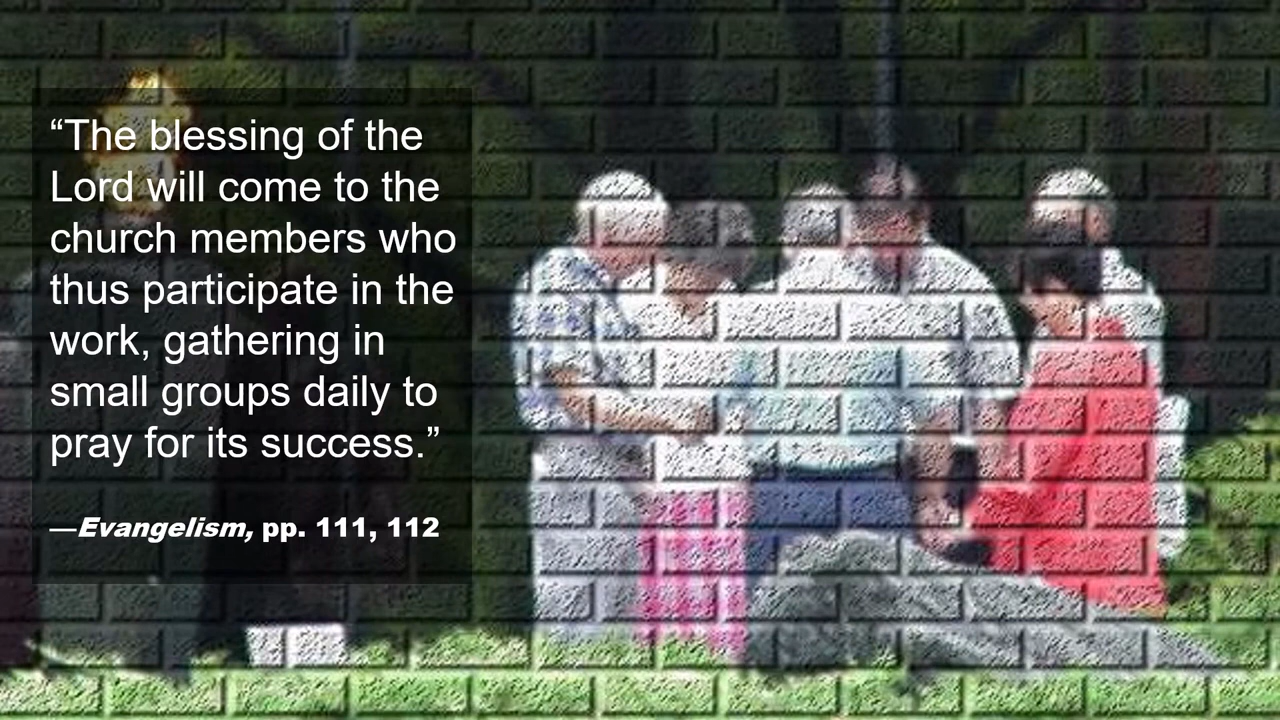 “The blessing of the
Lord will come to the
church members who
thus participate in the
work, gathering in
small groups daily to
pray for its success.”
—Evangelism, pp. 111, 112